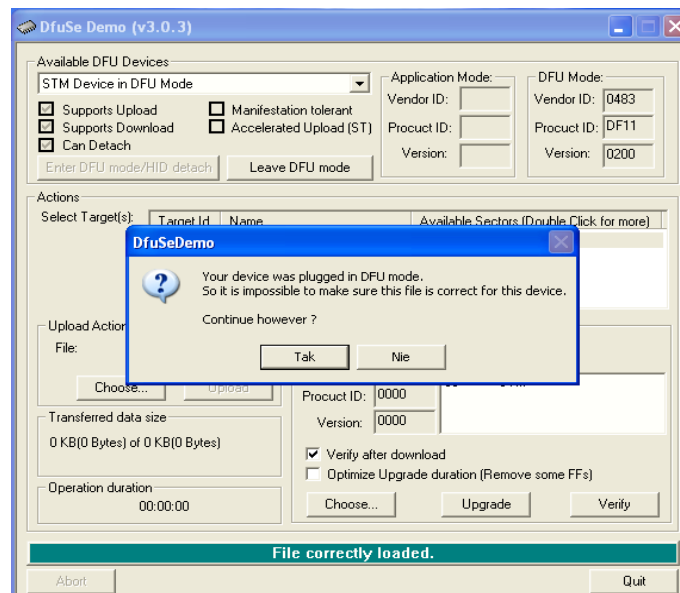 DfuSe Demo (v3.0.3)
Available DFU Devices
STM Device in DFU Mode
Supports Upload
Manifestation tolerant
Supports Download
Accelerated Upload (ST)
Can Detach
Enter DFU mode/HID detach
Leave DFU mode
Application Mode:
Vendor ID:
Procuct ID:
Version:
DFU Mode:
Vendor ID: 0483
Procuct ID: DF11
Version: 0200
Actions
Select Target(s):
Target Id
Name
Available Sectors (Double Click for more)
DfuSeDemo
Your device was plugged in DFU mode.
So it is impossible to make sure this file is correct for this device.
Continue however ?
Tak
Nie
Upload Action
File:
Choose...
Upload
Transferred data size
0 KB(0 Bytes) of 0 KB(0 Bytes)
Operation duration
00:00:00
Procuct ID: 0000
Version: 0000
Verify after download
Optimize Upgrade duration (Remove some FFs)
Choose...
Upgrade
Verify
File correctly loaded.
Abort
Quit